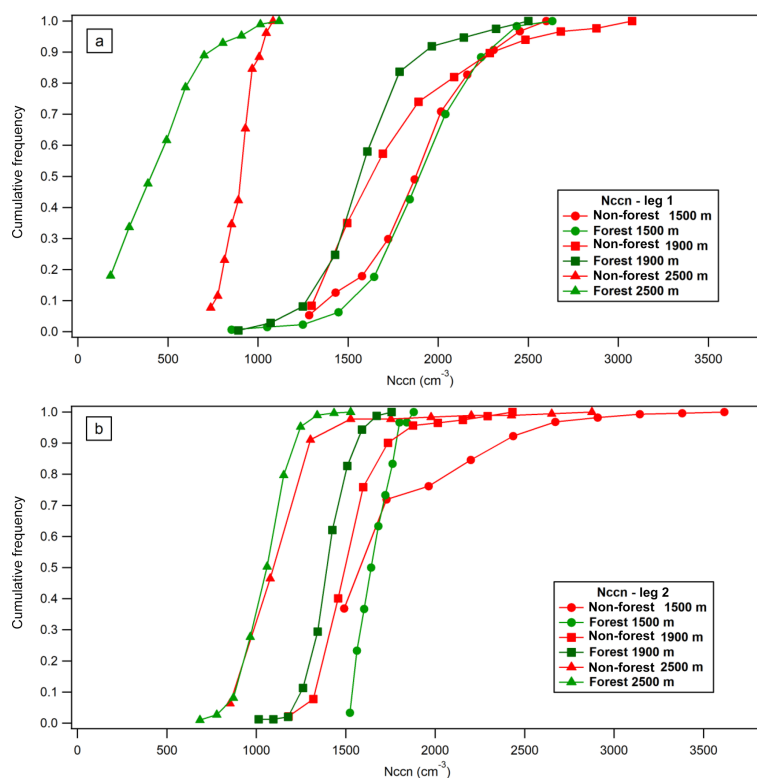 a
Cumulative frequency
1.0
0.9
0.8
0.7
0.6
0.5
0.4
0.3
0.2
0.1
0.0
Nccn - leg 1
Non-forest 1500 m
Forest 1500 m
Non-forest 1900 m
Forest 1900 m
Non-forest 2500 m
Forest 2500 m
0 500 1000 1500 2000 2500 3000 3500
Nccn (cm⁻³)
b
Cumulative frequency
1.0
0.9
0.8
0.7
0.6
0.5
0.4
0.3
0.2
0.1
0.0
Nccn - leg 2
Non-forest 1500 m
Forest 1500 m
Non-forest 1900 m
Forest 1900 m
Non-forest 2500 m
Forest 2500 m
0 500 1000 1500 2000 2500 3000 3500
Nccn (cm⁻³)